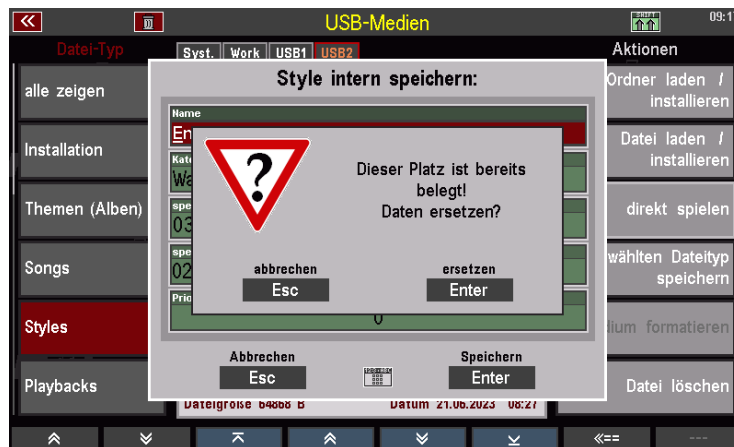 USB-Medien
SHIFT
Datei-Typ
Syst. Work USB1 USB2
Aktionen
Style intern speichern:
alle zeigen
Ordner laden /
installieren
Name
Installation
Datei laden /
installieren
Dieser Platz ist bereits
belegt!
Daten ersetzen?
Themen (Alben)
direkt spielen
03
Songs
wählten Dateityp
speichern
02
abbrechen
ersetzen
Esc
Enter
Styles
0
formatieren
Abbrechen
Speichern
Esc
Enter
Playbacks
Datei löschen
Dateigröße 64868 B
Datum 21.06.2023 08:27
«==
---